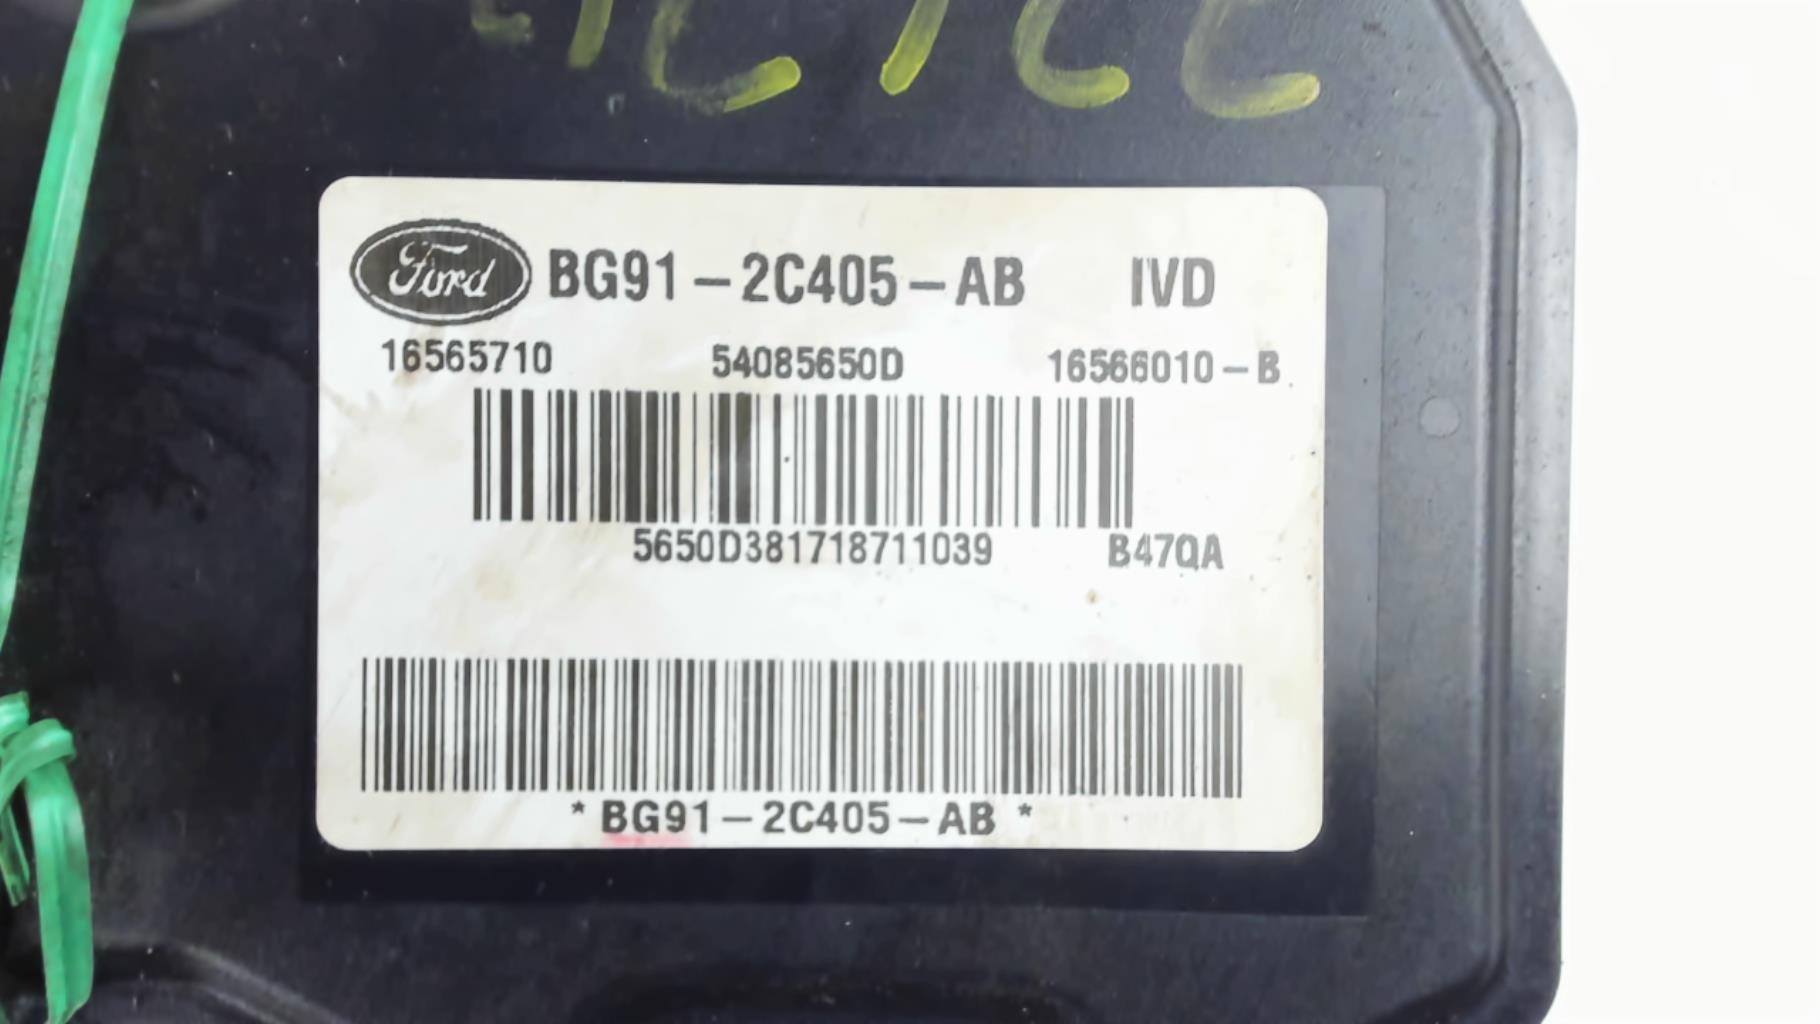 Ford BG91-2C405-AB IVD
16565710 54085650D 16566010-B
5650D381718711039 B47QA
*BG91-2C405-AB*